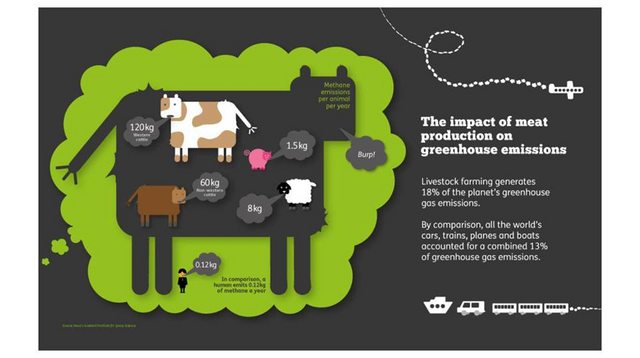 Methane
emissions
per animal
per year
120kg
Western
cattle
1.5kg
Burp!
60kg
Non-western
cattle
8kg
0.12kg
In comparison, a
human emits 0.12kg
of methane a year
The impact of meat
production on
greenhouse emissions
Livestock farming generates
18% of the planet's greenhouse
gas emissions.
By comparison, all the world's
cars, trains, planes and boats
accounted for a combined 13%
of greenhouse gas emissions.